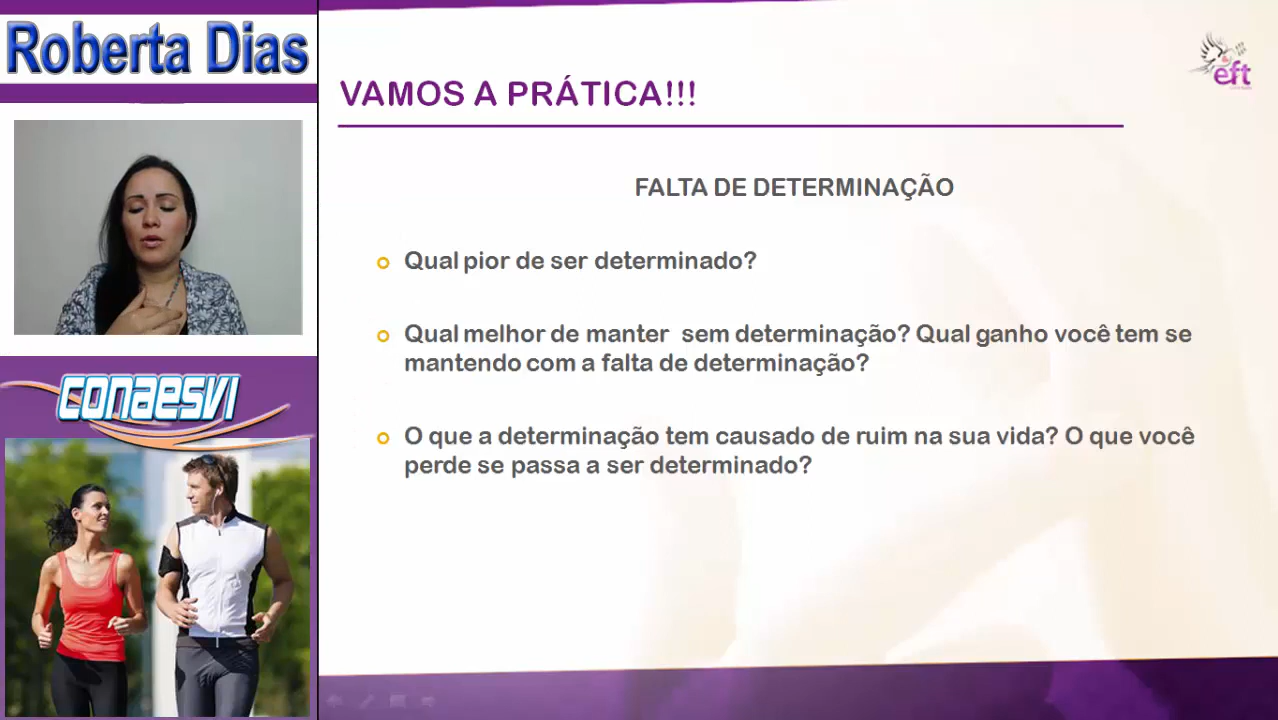 Roberta Dias
CONAESVI
VAMOS A PRÁTICA!!!
eft
FALTA DE DETERMINAÇÃO
Qual pior de ser determinado?
Qual melhor de manter sem determinação? Qual ganho você tem se
mantendo com a falta de determinação?
O que a determinação tem causado de ruim na sua vida? O que você
perde se passa a ser determinado?